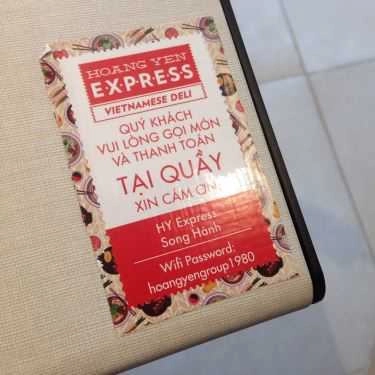 HOANG YEN
EXPRESS
VIETNAMESE DELI
QUÝ KHÁCH
VUI LÒNG GỌI MÓN
VÀ THANH TOÁN
TẠI QUẦY
XIN CẢM ƠN
HY Express
Song Hành
Wifi Password:
hoangyengroup1980